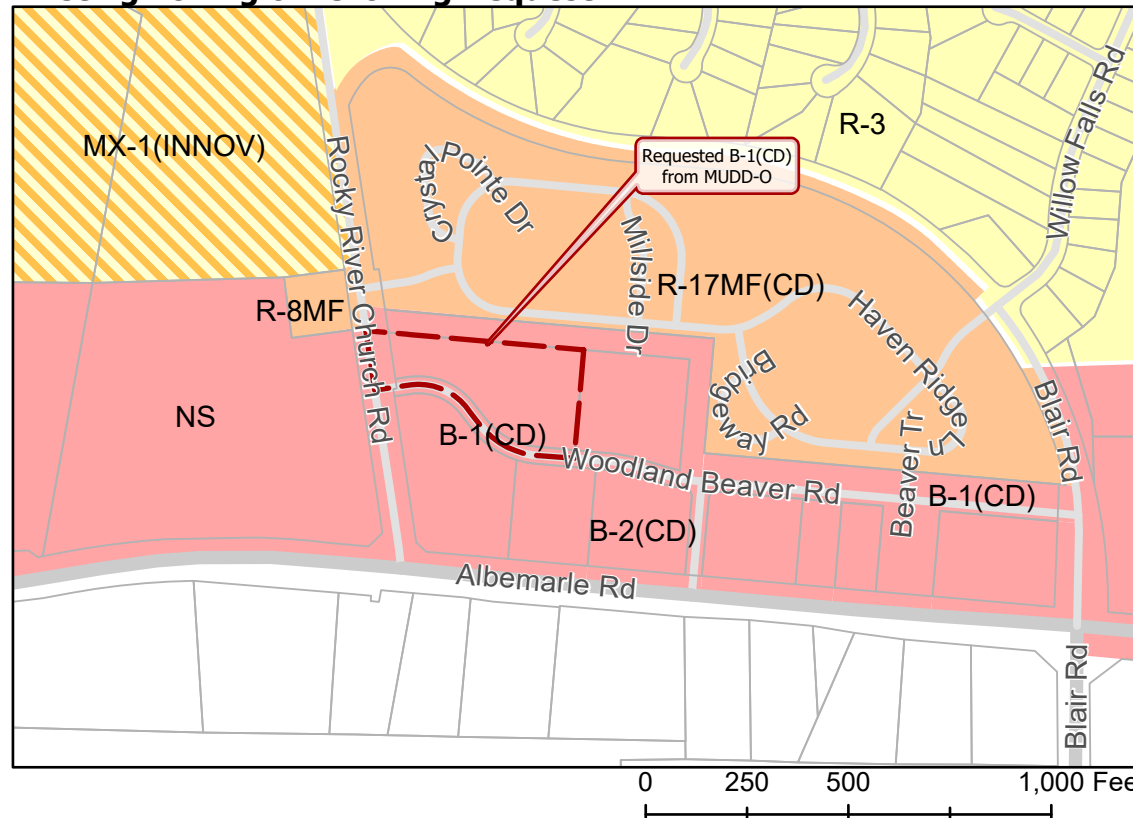 MX-1(INNOV)
R-3
Willow Falls Rd
Requested B-1(CD)
from MUDD-O
Rocky River Church Rd
Crystal
Pointe Dr
Millside Dr
R-17MF(CD)
R-8MF
Haven Ridge Ln
Bridgeway Rd
Beaver Tr
Blair Rd
NS
B-1(CD)
Woodland Beaver Rd
B-1(CD)
B-2(CD)
Albemarle Rd
Blair Rd
0 250 500 1,000 Fee